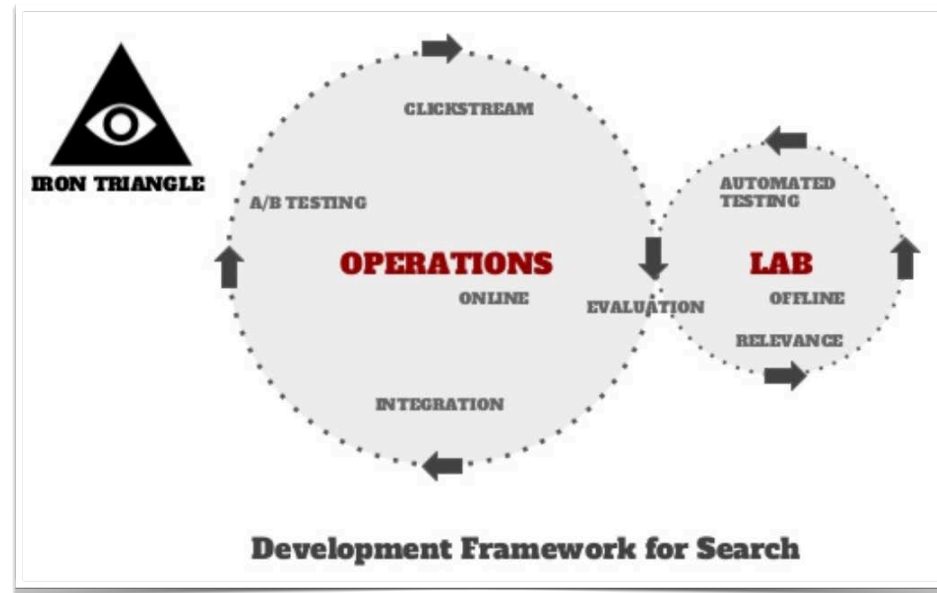 CLICKSTREAM
IRON TRIANGLE
AUTOMATED
TESTING
A/B TESTING
OPERATIONS
LAB
ONLINE
OFFLINE
EVALUATION
RELEVANCE
INTEGRATION
Development Framework for Search